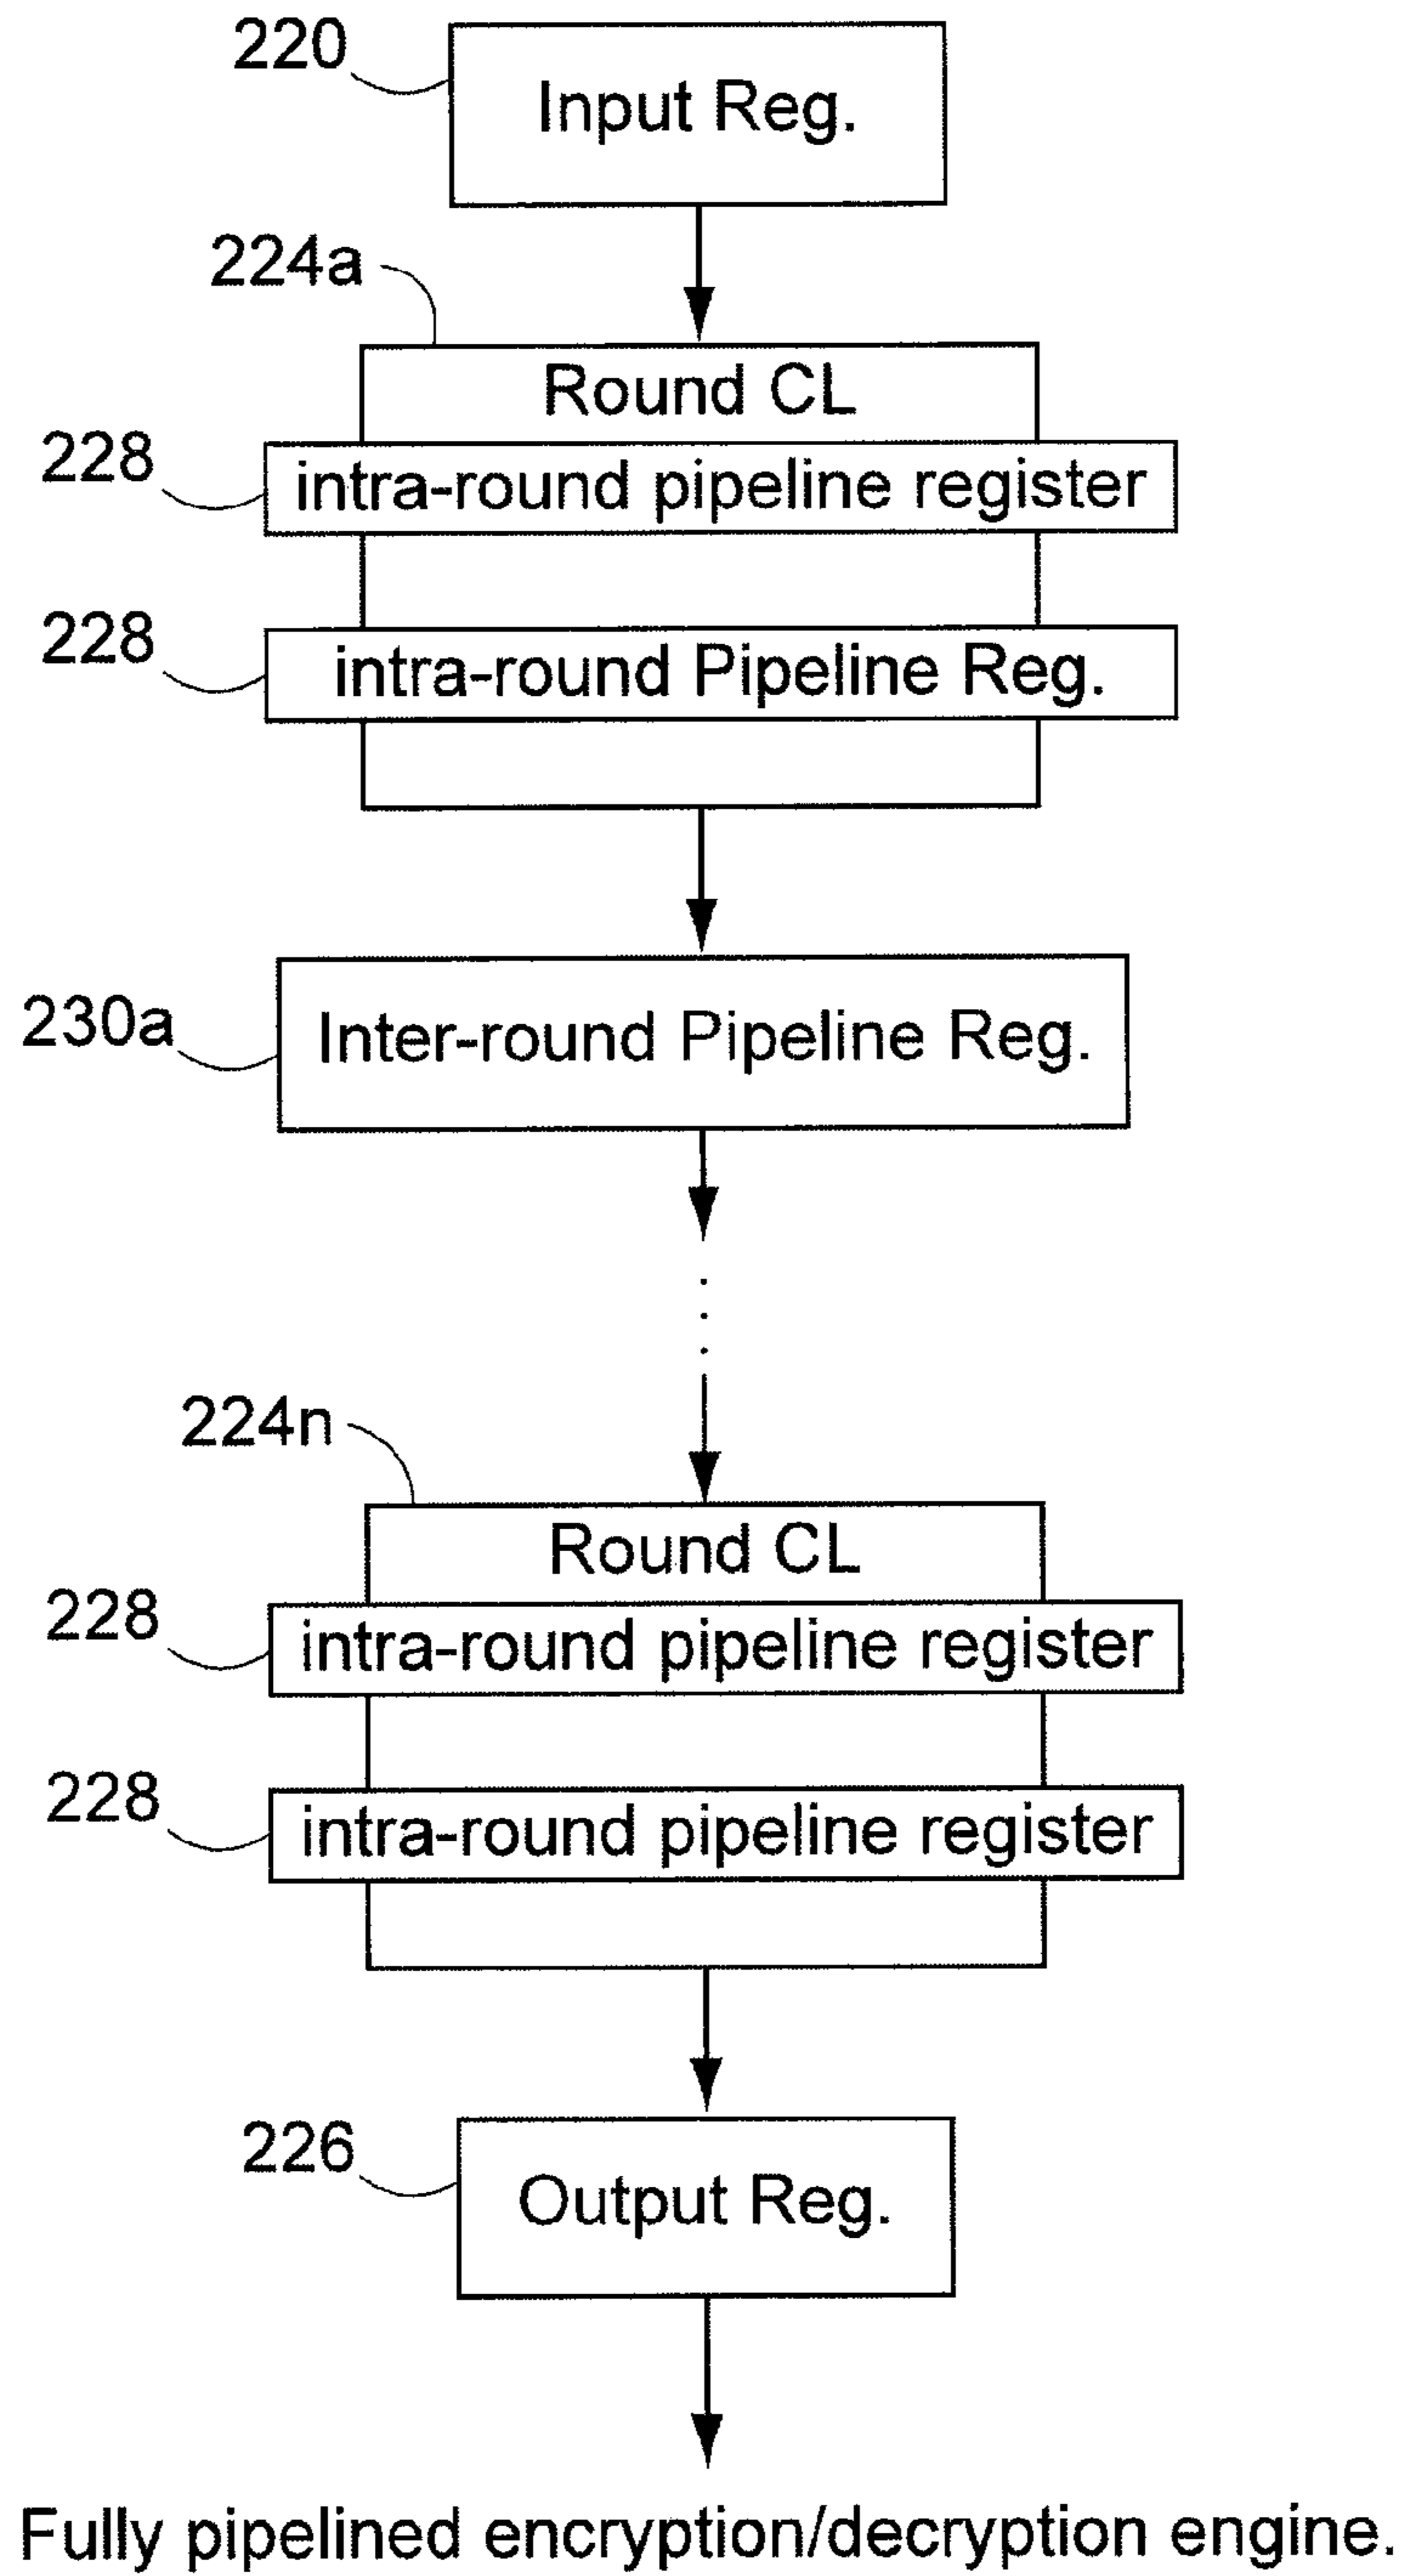 220
Input Reg.
224a
Round CL
228
intra-round pipeline register
228
intra-round Pipeline Reg.
230a
Inter-round Pipeline Reg.
224n
Round CL
228
intra-round pipeline register
228
intra-round pipeline register
226
Output Reg.
Fully pipelined encryption/decryption engine.